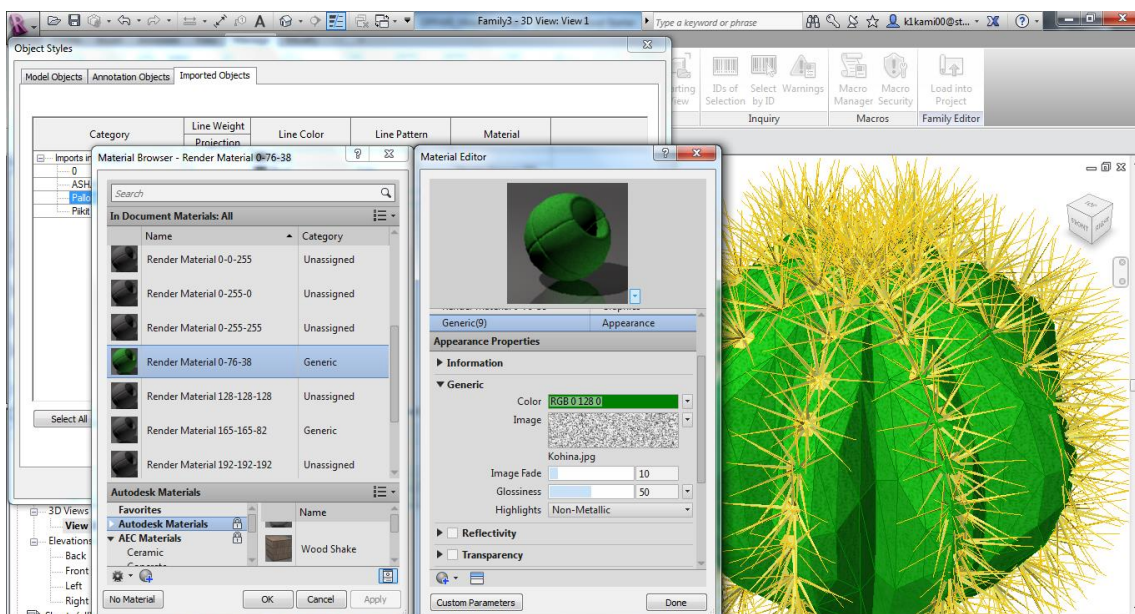 Family3 - 3D View: View 1
Type a keyword or phrase
k1kami00@st...
Object Styles
Model Objects
Annotation Objects
Imported Objects
Category
Line Weight
Projection
Line Color
Line Pattern
Material
Imports in
0
Select All
IDs of Selection
Select by ID
Warnings
Macro Manager
Macro Security
Load into Project
Inquiry
Macros
Family Editor
Material Browser - Render Material 0-76-38
Search
In Document Materials: All
Name
Category
Render Material 0-0-255
Unassigned
Render Material 0-255-0
Unassigned
Render Material 0-255-255
Unassigned
Render Material 0-76-38
Generic
Render Material 128-128-128
Unassigned
Render Material 165-165-82
Generic
Render Material 192-192-192
Unassigned
Autodesk Materials
Favorites
Autodesk Materials
AEC Materials
Ceramic
Name
Wood Shake
No Material
OK
Cancel
Apply
Material Editor
Generic(9)
Appearance
Appearance Properties
Information
Generic
Color
RGB 0 128 0
Image
Kohina.jpg
Image Fade
10
Glossiness
50
Highlights
Non-Metallic
Reflectivity
Transparency
Custom Parameters
Done
3D Views
View
Elevations
Back
Front
Left
Right
FRONT